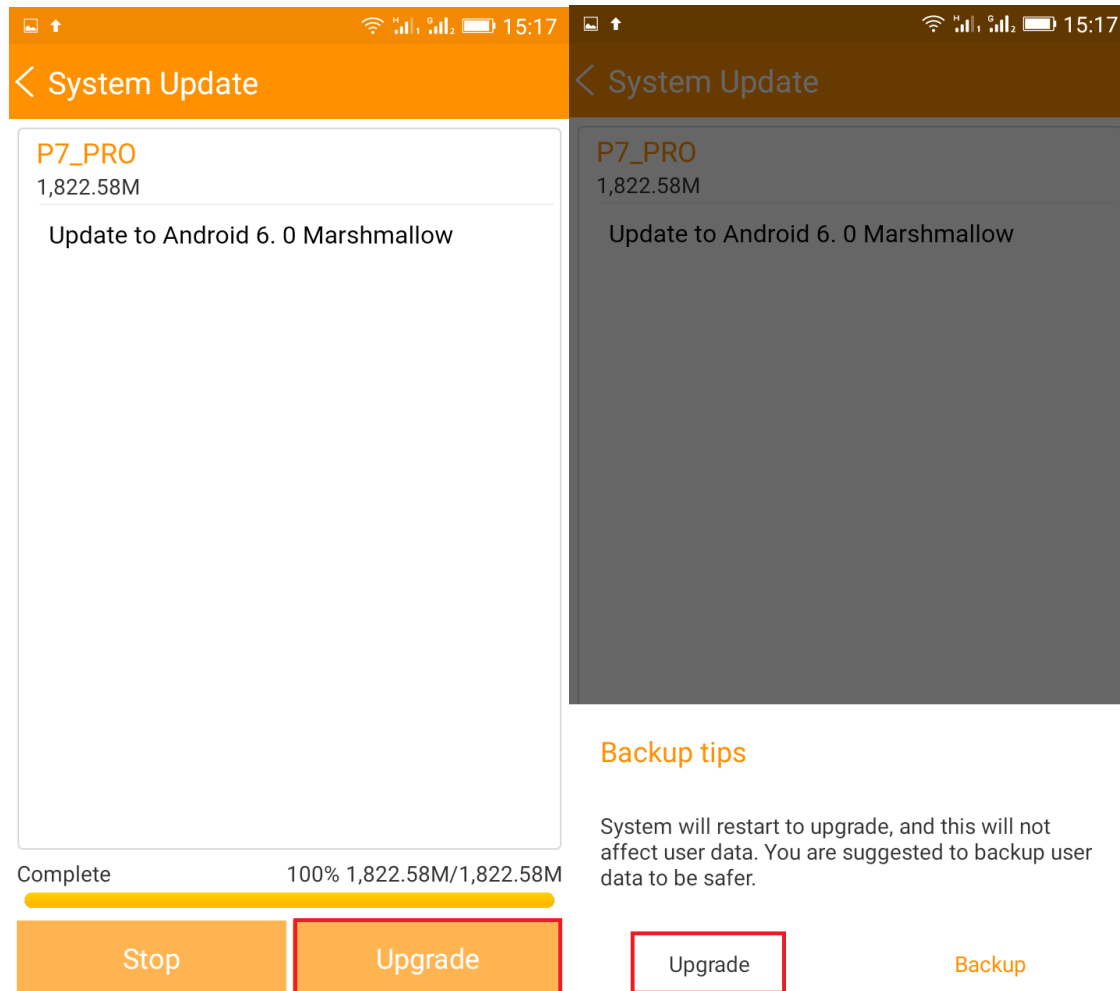 15:17
System Update
P7_PRO
1,822.58M
Update to Android 6. 0 Marshmallow
Complete 100% 1,822.58M/1,822.58M
Stop Upgrade
15:17
System Update
P7_PRO
1,822.58M
Update to Android 6. 0 Marshmallow
Backup tips
System will restart to upgrade, and this will not
affect user data. You are suggested to backup user
data to be safer.
Upgrade Backup